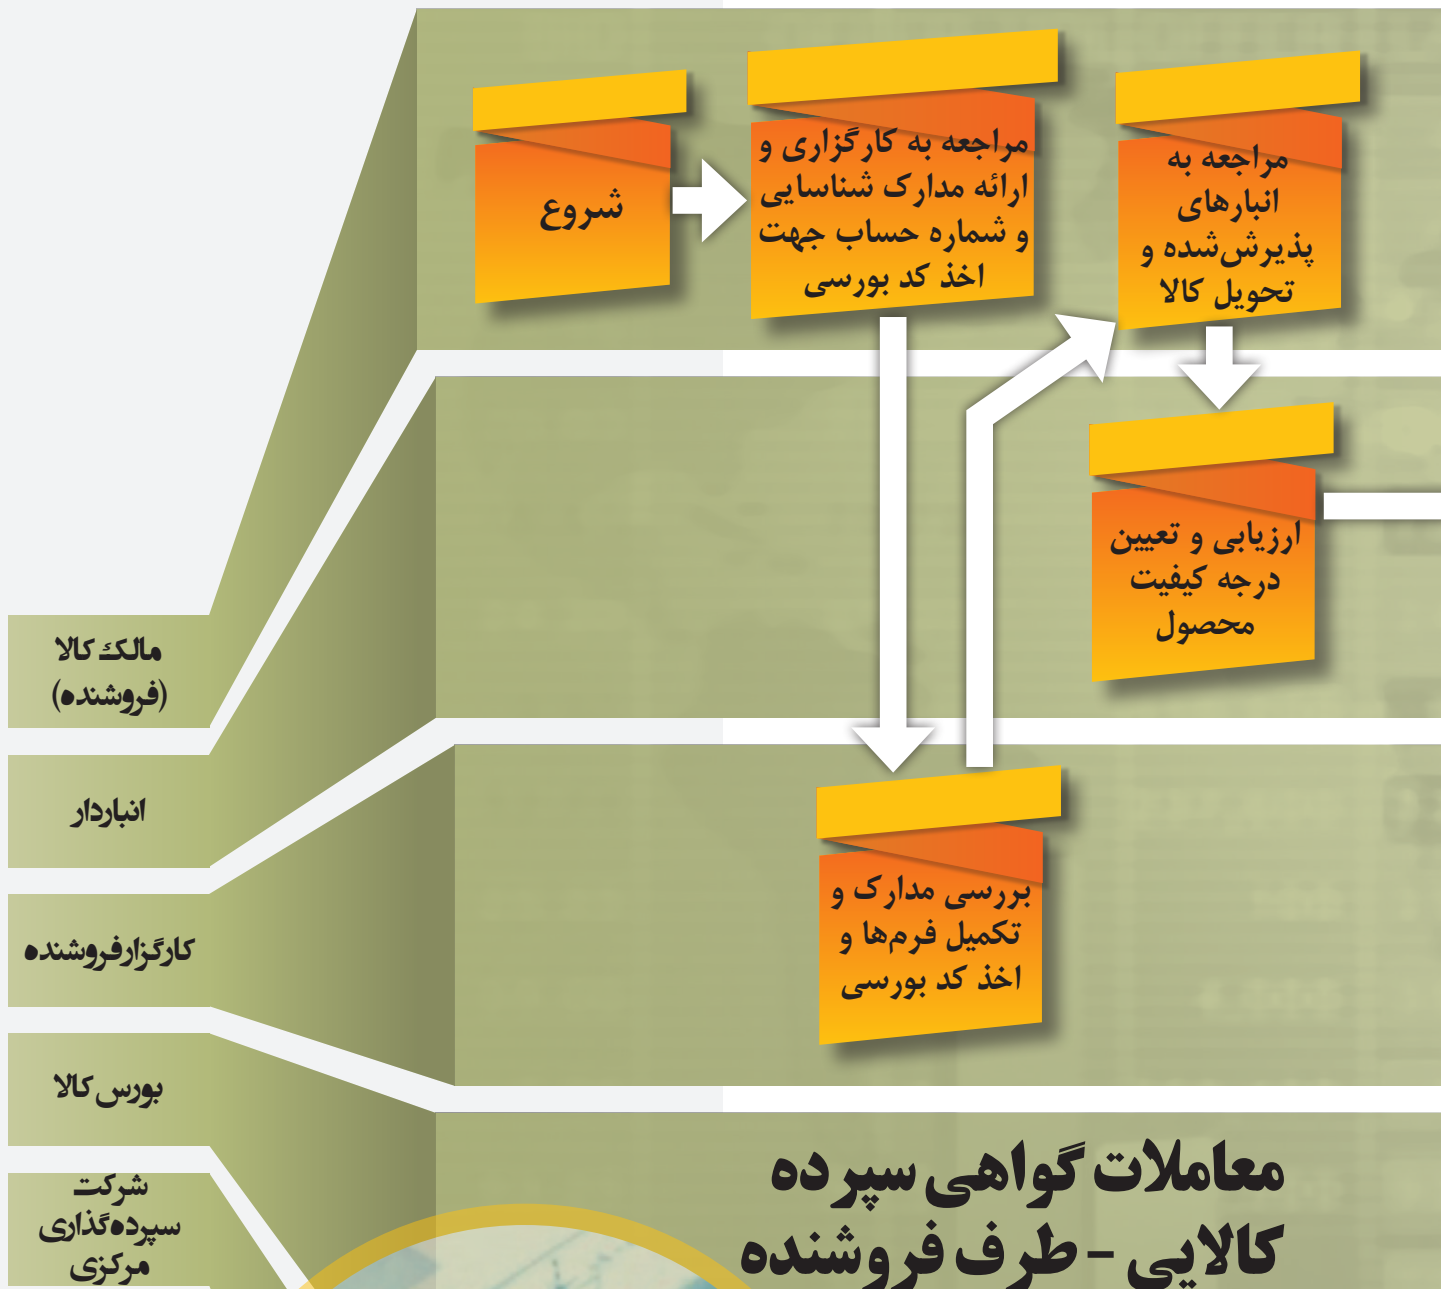 شروع
مراجعه به کارگزاری و
ارائه مدارک شناسایی
و شماره حساب جهت
اخذ کد بورسی
مراجعه به
انبارهای
پذیرش‌شده و
تحویل کالا
ارزیابی و تعیین
درجه کیفیت
محصول
بررسی مدارک و
تکمیل فرم‌ها و
اخذ کد بورسی
مالک کالا
(فروشنده)
انباردار
کارگزارفروشنده
بورس کالا
شرکت
سپرده‌گذاری
مرکزی
معاملات گواهی سپرده
کالایی - طرف فروشنده